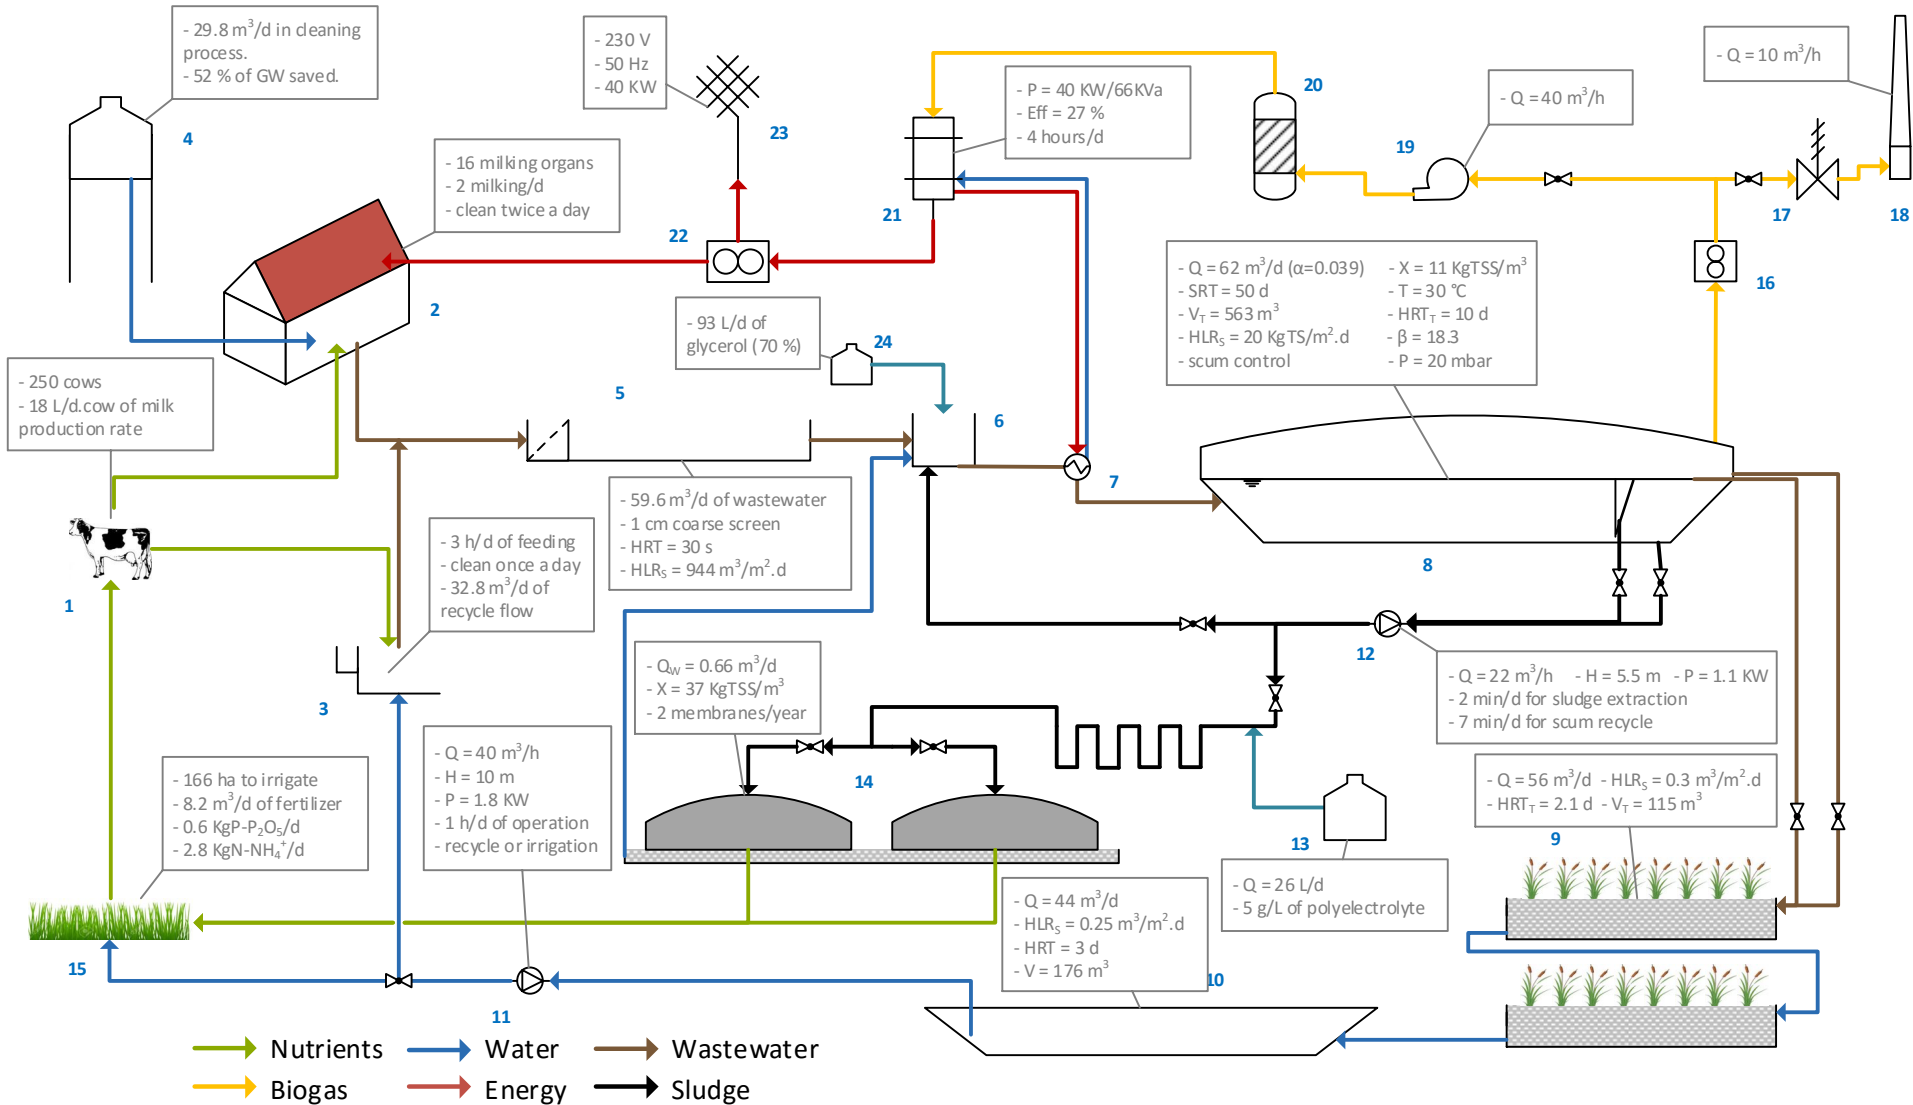 - 29.8 m³/d in cleaning
process.
- 52 % of GW saved.
4
- 230 V
- 50 Hz
- 40 KW
23
- P = 40 KW/66KVa
- Eff = 27 %
- 4 hours/d
21
20
- Q = 40 m³/h
19
- Q = 10 m³/h
17
18
- 16 milking organs
- 2 milking/d
- clean twice a day
22
2
- Q = 62 m³/d (α=0.039)
- SRT = 50 d
- V_T = 563 m³
- HLR_S = 20 KgTS/m².d
- scum control
- X = 11 KgTSS/m³
- T = 30 °C
- HRT_T = 10 d
- β = 18.3
- P = 20 mbar
16
- 93 L/d of
glycerol (70 %)
24
- 250 cows
- 18 L/d.cow of milk
production rate
5
6
7
8
- 59.6 m³/d of wastewater
- 1 cm coarse screen
- HRT = 30 s
- HLR_S = 944 m³/m².d
- 3 h/d of feeding
- clean once a day
- 32.8 m³/d of
recycle flow
1
3
- Q_W = 0.66 m³/d
- X = 37 KgTSS/m³
- 2 membranes/year
12
- Q = 22 m³/h - H = 5.5 m - P = 1.1 KW
- 2 min/d for sludge extraction
- 7 min/d for scum recycle
- Q = 40 m³/h
- H = 10 m
- P = 1.8 KW
- 1 h/d of operation
- recycle or irrigation
14
- 166 ha to irrigate
- 8.2 m³/d of fertilizer
- 0.6 KgP-P₂O₅/d
- 2.8 KgN-NH₄⁺/d
13
- Q = 26 L/d
- 5 g/L of polyelectrolyte
- Q = 56 m³/d - HLR_S = 0.3 m³/m².d
- HRT_T = 2.1 d - V_T = 115 m³
9
- Q = 44 m³/d
- HLR_S = 0.25 m³/m².d
- HRT = 3 d
- V = 176 m³
10
15
11
Nutrients
Water
Wastewater
Biogas
Energy
Sludge